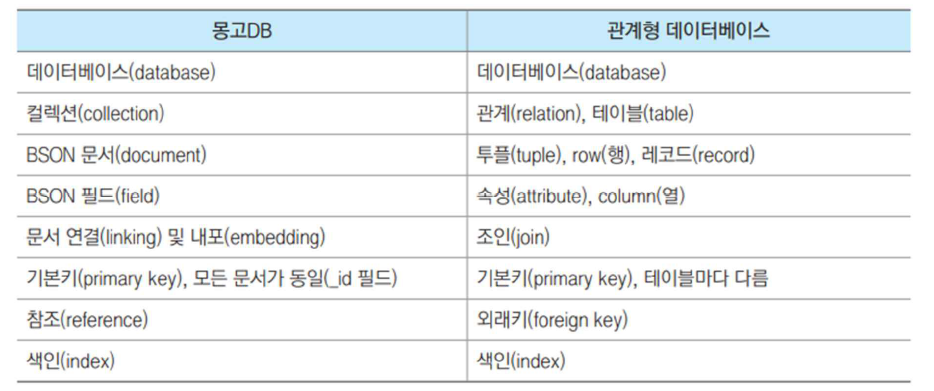 몽고DB 관계형 데이터베이스
데이터베이스(database) 데이터베이스(database)
컬렉션(collection) 관계(relation), 테이블(table)
BSON 문서(document) 투플(tuple), row(행), 레코드(record)
BSON 필드(field) 속성(attribute), column(열)
문서 연결(linking) 및 내포(embedding) 조인(join)
기본키(primary key), 모든 문서가 동일(_id 필드) 기본키(primary key), 테이블마다 다름
참조(reference) 외래키(foreign key)
색인(index) 색인(index)